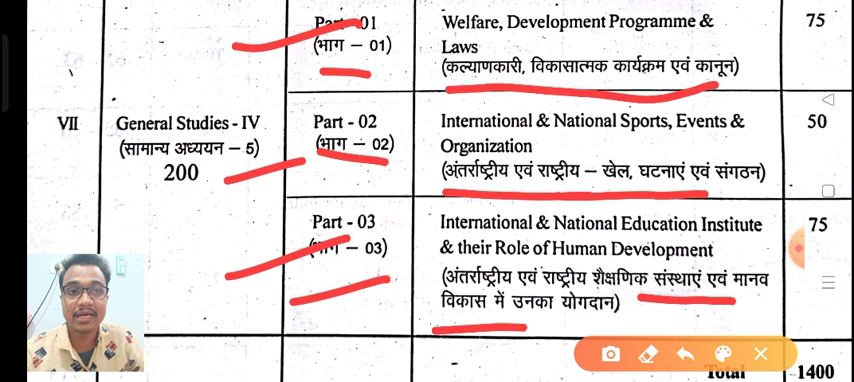 Part - 01
(भाग – 01)
Welfare, Development Programme &
Laws
(कल्याणकारी, विकासात्मक कार्यक्रम एवं कानून)
75
VII
General Studies - IV
(सामान्य अध्ययन – 5)
200
Part - 02
(भाग – 02)
International & National Sports, Events &
Organization
(अंतर्राष्ट्रीय एवं राष्ट्रीय – खेल, घटनाएं एवं संगठन)
50
Part - 03
(भाग – 03)
International & National Education Institute
& their Role of Human Development
(अंतर्राष्ट्रीय एवं राष्ट्रीय शैक्षणिक संस्थाएं एवं मानव
विकास में उनका योगदान)
75
Total
1400